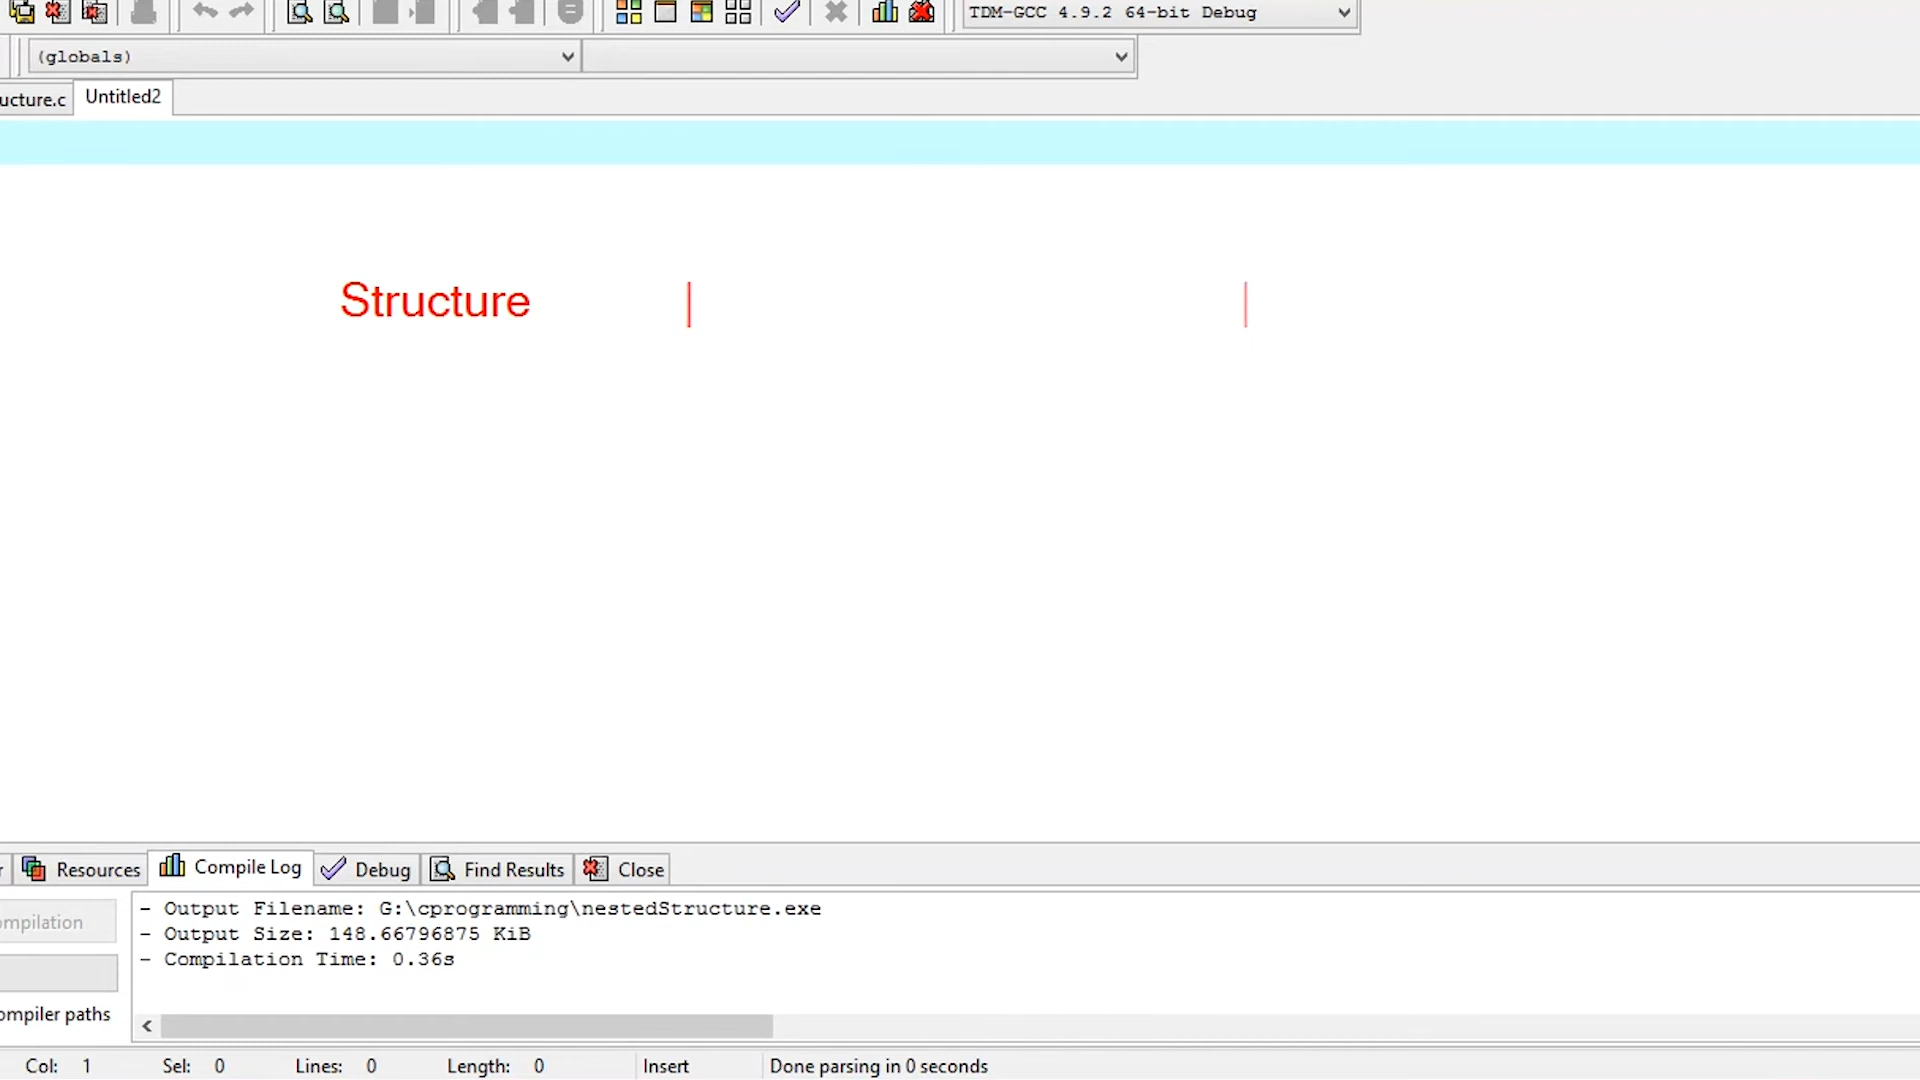 TDM-GCC 4.9.2 64-bit Debug
(globals)
ucture.c Untitled2
Structure | |
r Resources Compile Log Debug Find Results Close
- Output Filename: G:\cprogramming\nestedStructure.exe
ompilation
- Output Size: 148.66796875 KiB
- Compilation Time: 0.36s
ompiler paths
Col: 1 Sel: 0 Lines: 0 Length: 0 Insert Done parsing in 0 seconds